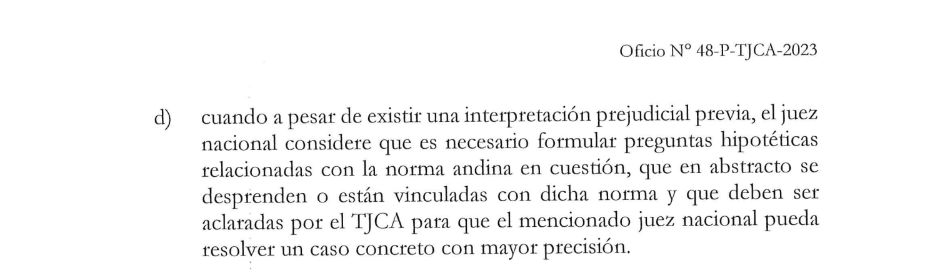 Oficio N° 48-P-TJCA-2023
d) cuando a pesar de existir una interpretación prejudicial previa, el juez
nacional considere que es necesario formular preguntas hipotéticas
relacionadas con la norma andina en cuestión, que en abstracto se
desprenden o están vinculadas con dicha norma y que deben ser
aclaradas por el TJCA para que el mencionado juez nacional pueda
resolver un caso concreto con mayor precisión.